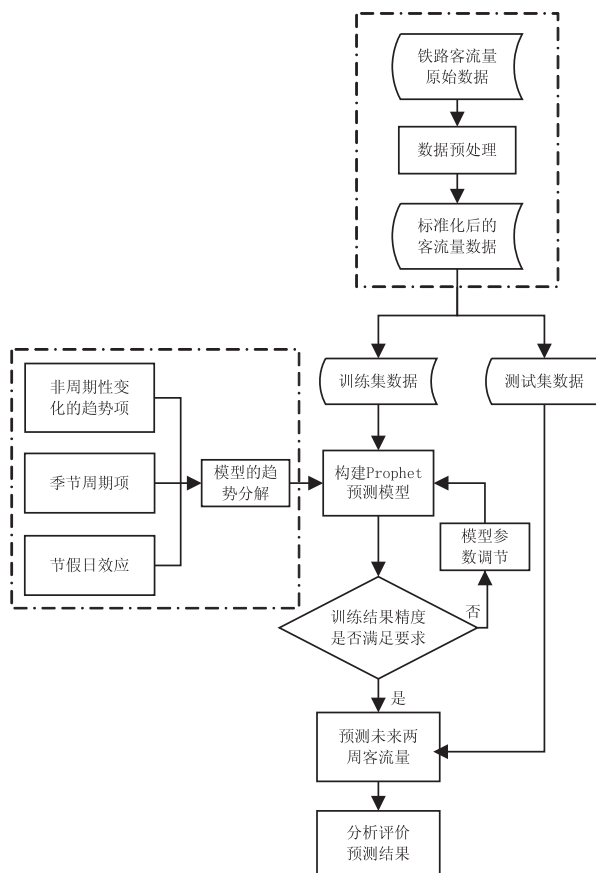 铁路客流量
原始数据
数据预处理
标准化后的
客流量数据
训练集数据
测试集数据
非周期性变
化的趋势项
季节周期项
节假日效应
模型的趋
势分解
构建Prophet
预测模型
模型参
数调节
训练结果精度
是否满足要求
否
是
预测未来两
周客流量
分析评价
预测结果